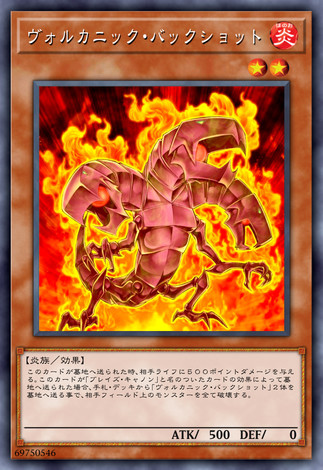 ヴォルカニック・バックショット
ほのお
炎
【炎族／効果】
このカードが墓地へ送られた時、相手ライフに５００ポイントダメージを与え
る。このカードが「ブレイズ・キャノン」と名のついたカードの効果によって墓
地へ送られた場合、手札・デッキから「ヴォルカニック・バックショット」２体を
墓地へ送る事で、相手フィールド上のモンスターを全て破壊する。
ATK/ 500 DEF/ 0
69750546